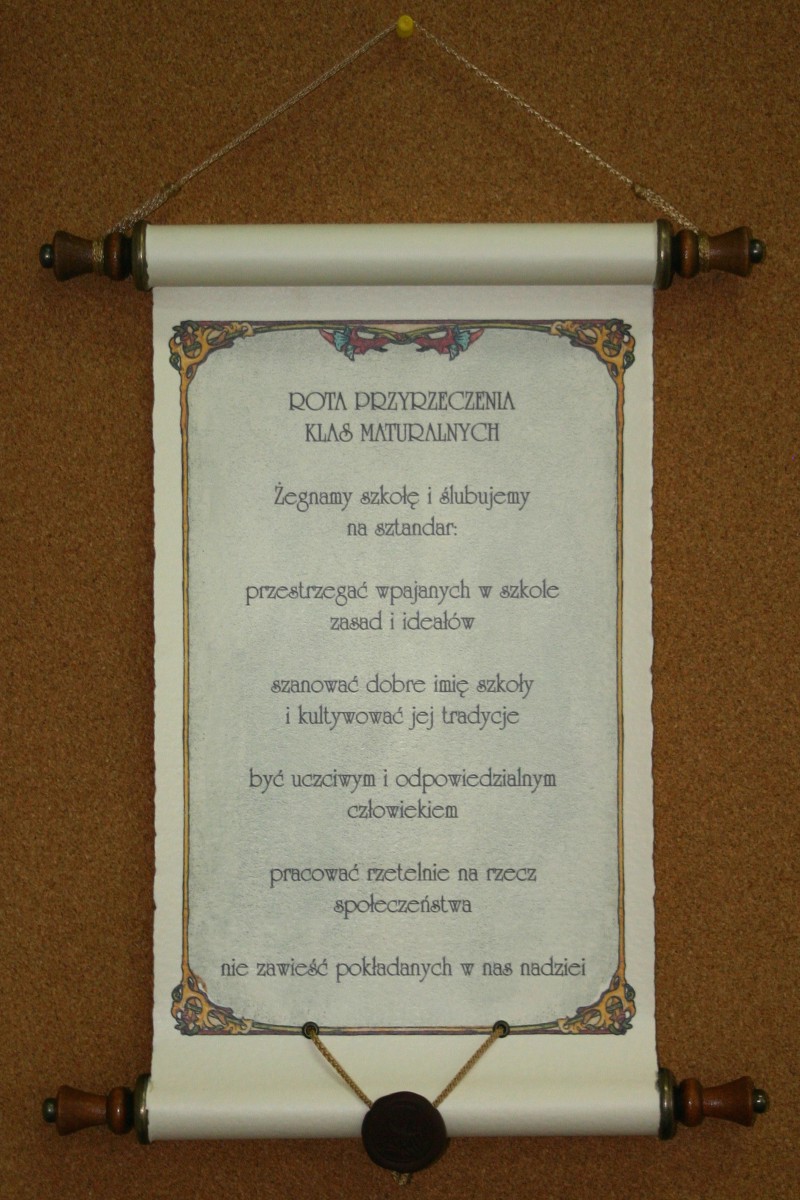 ROTA PRZYRZECZENIA
KLAS MATURALNYCH
Żegnamy szkołę i ślubujemy
na sztandar:
przestrzegać wpajanych w szkole
zasad i ideałów
szanować dobre imię szkoły
i kultywować jej tradycje
być uczciwym i odpowiedzialnym
człowiekiem
pracować rzetelnie na rzecz
społeczeństwa
nie zawieść pokładanych w nas nadziei